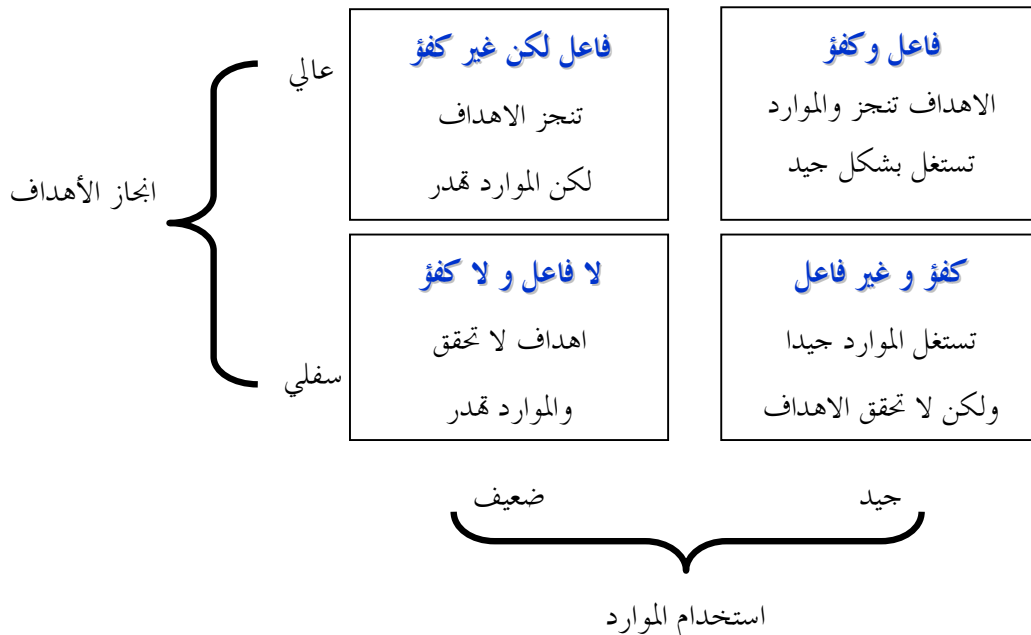 فاعل وكفؤ
الاهداف تنجز والموارد
تستغل بشكل جيد
فاعل لكن غير كفؤ
تنجز الاهداف
لكن الموارد تهدر
عالي
انجاز الأهداف
كفؤ و غير فاعل
تستغل الموارد جيدا
ولكن لا تحقق الاهداف
لا فاعل و لا كفؤ
اهداف لا تحقق
والموارد تهدر
سفلي
جيد
ضعيف
استخدام الموارد